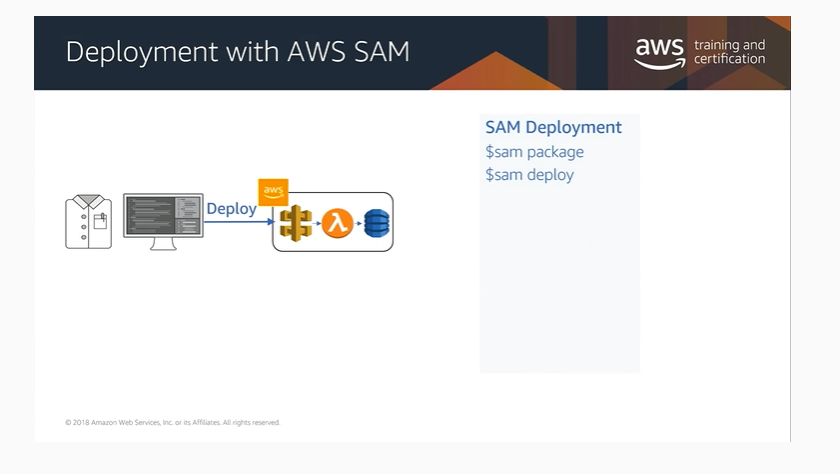 Deployment with AWS SAM
aws training and
certification
SAM Deployment
$sam package
$sam deploy
aws
Deploy
λ
© 2018 Amazon Web Services, Inc. or its Affiliates. All rights reserved.